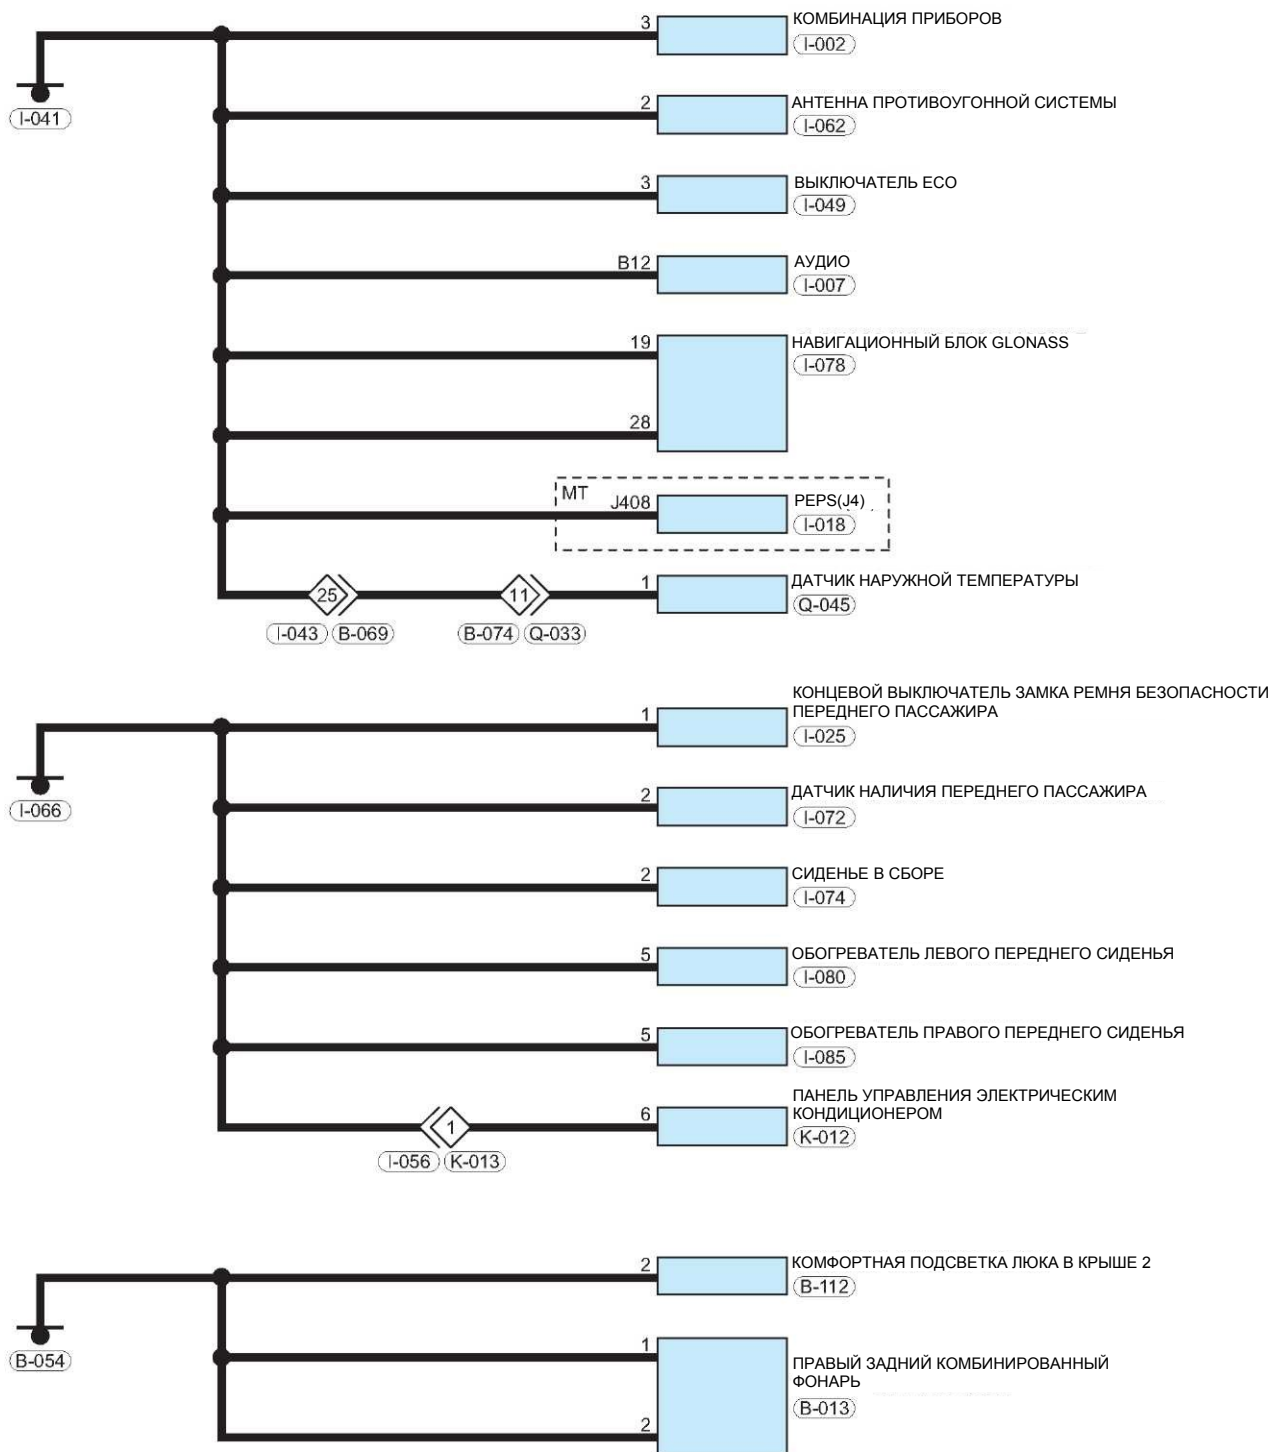 3 КОМБИНАЦИЯ ПРИБОРОВ
I-002
I-041
2 АНТЕННА ПРОТИВОУГОННОЙ СИСТЕМЫ
I-062
3 ВЫКЛЮЧАТЕЛЬ ECO
I-049
B12 АУДИО
I-007
19 НАВИГАЦИОННЫЙ БЛОК GLONASS
I-078
28
MT
J408 PEPS(J4)
I-018
25 11 1 ДАТЧИК НАРУЖНОЙ ТЕМПЕРАТУРЫ
Q-045
I-043 B-069 B-074 Q-033
КОНЦЕВОЙ ВЫКЛЮЧАТЕЛЬ ЗАМКА РЕМНЯ БЕЗОПАСНОСТИ
1 ПЕРЕДНЕГО ПАССАЖИРА
I-025
I-066
2 ДАТЧИК НАЛИЧИЯ ПЕРЕДНЕГО ПАССАЖИРА
I-072
2 СИДЕНЬЕ В СБОРЕ
I-074
5 ОБОГРЕВАТЕЛЬ ЛЕВОГО ПЕРЕДНЕГО СИДЕНЬЯ
I-080
5 ОБОГРЕВАТЕЛЬ ПРАВОГО ПЕРЕДНЕГО СИДЕНЬЯ
I-085
ПАНЕЛЬ УПРАВЛЕНИЯ ЭЛЕКТРИЧЕСКИМ
1 6 КОНДИЦИОНЕРОМ
K-012
I-056 K-013
2 КОМФОРТНАЯ ПОДСВЕТКА ЛЮКА В КРЫШЕ 2
B-112
B-054
1 ПРАВЫЙ ЗАДНИЙ КОМБИНИРОВАННЫЙ
ФОНАРЬ
B-013
2